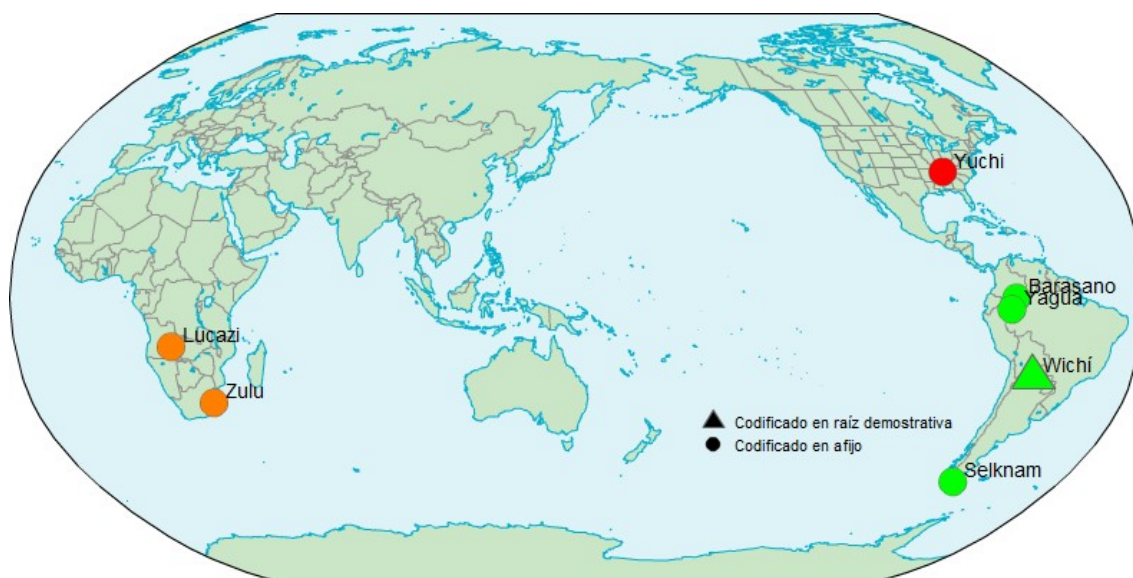 Yuchi
Barasano
Yagua
Lucazi
Wichí
Zulu
Codificado en raíz demostrativa
Codificado en afijo
Selknam